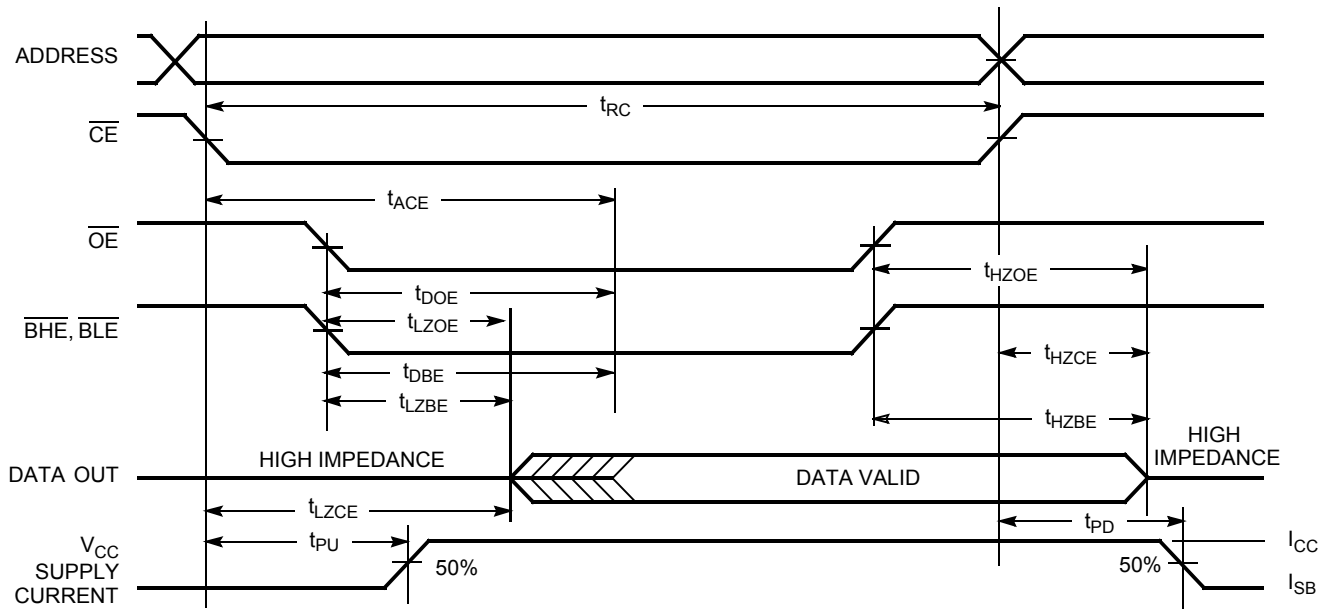 ADDRESS
tRC
CE
tACE
OE
tHZOE
tDOE
BHE, BLE
tLZOE
tHZCE
tDBE
tLZBE
tHZBE
HIGH
IMPEDANCE
HIGH IMPEDANCE
DATA OUT
DATA VALID
tLZCE
tPD
tPU
VCC
SUPPLY
CURRENT
50%
50%
ICC
ISB